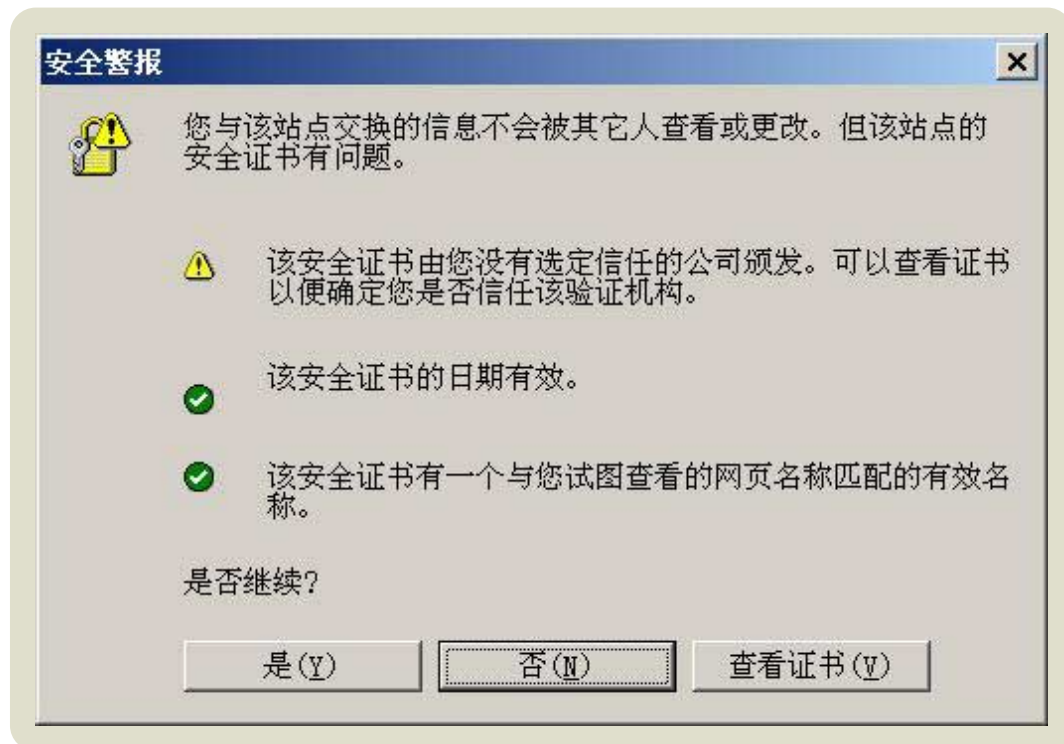 安全警报
您与该站点交换的信息不会被其它人查看或更改。但该站点的
安全证书有问题。
该安全证书由您没有选定信任的公司颁发。可以查看证书
以便确定您是否信任该验证机构。
该安全证书的日期有效。
该安全证书有一个与您试图查看的网页名称匹配的有效名
称。
是否继续?
是(Y)
否(N)
查看证书(V)